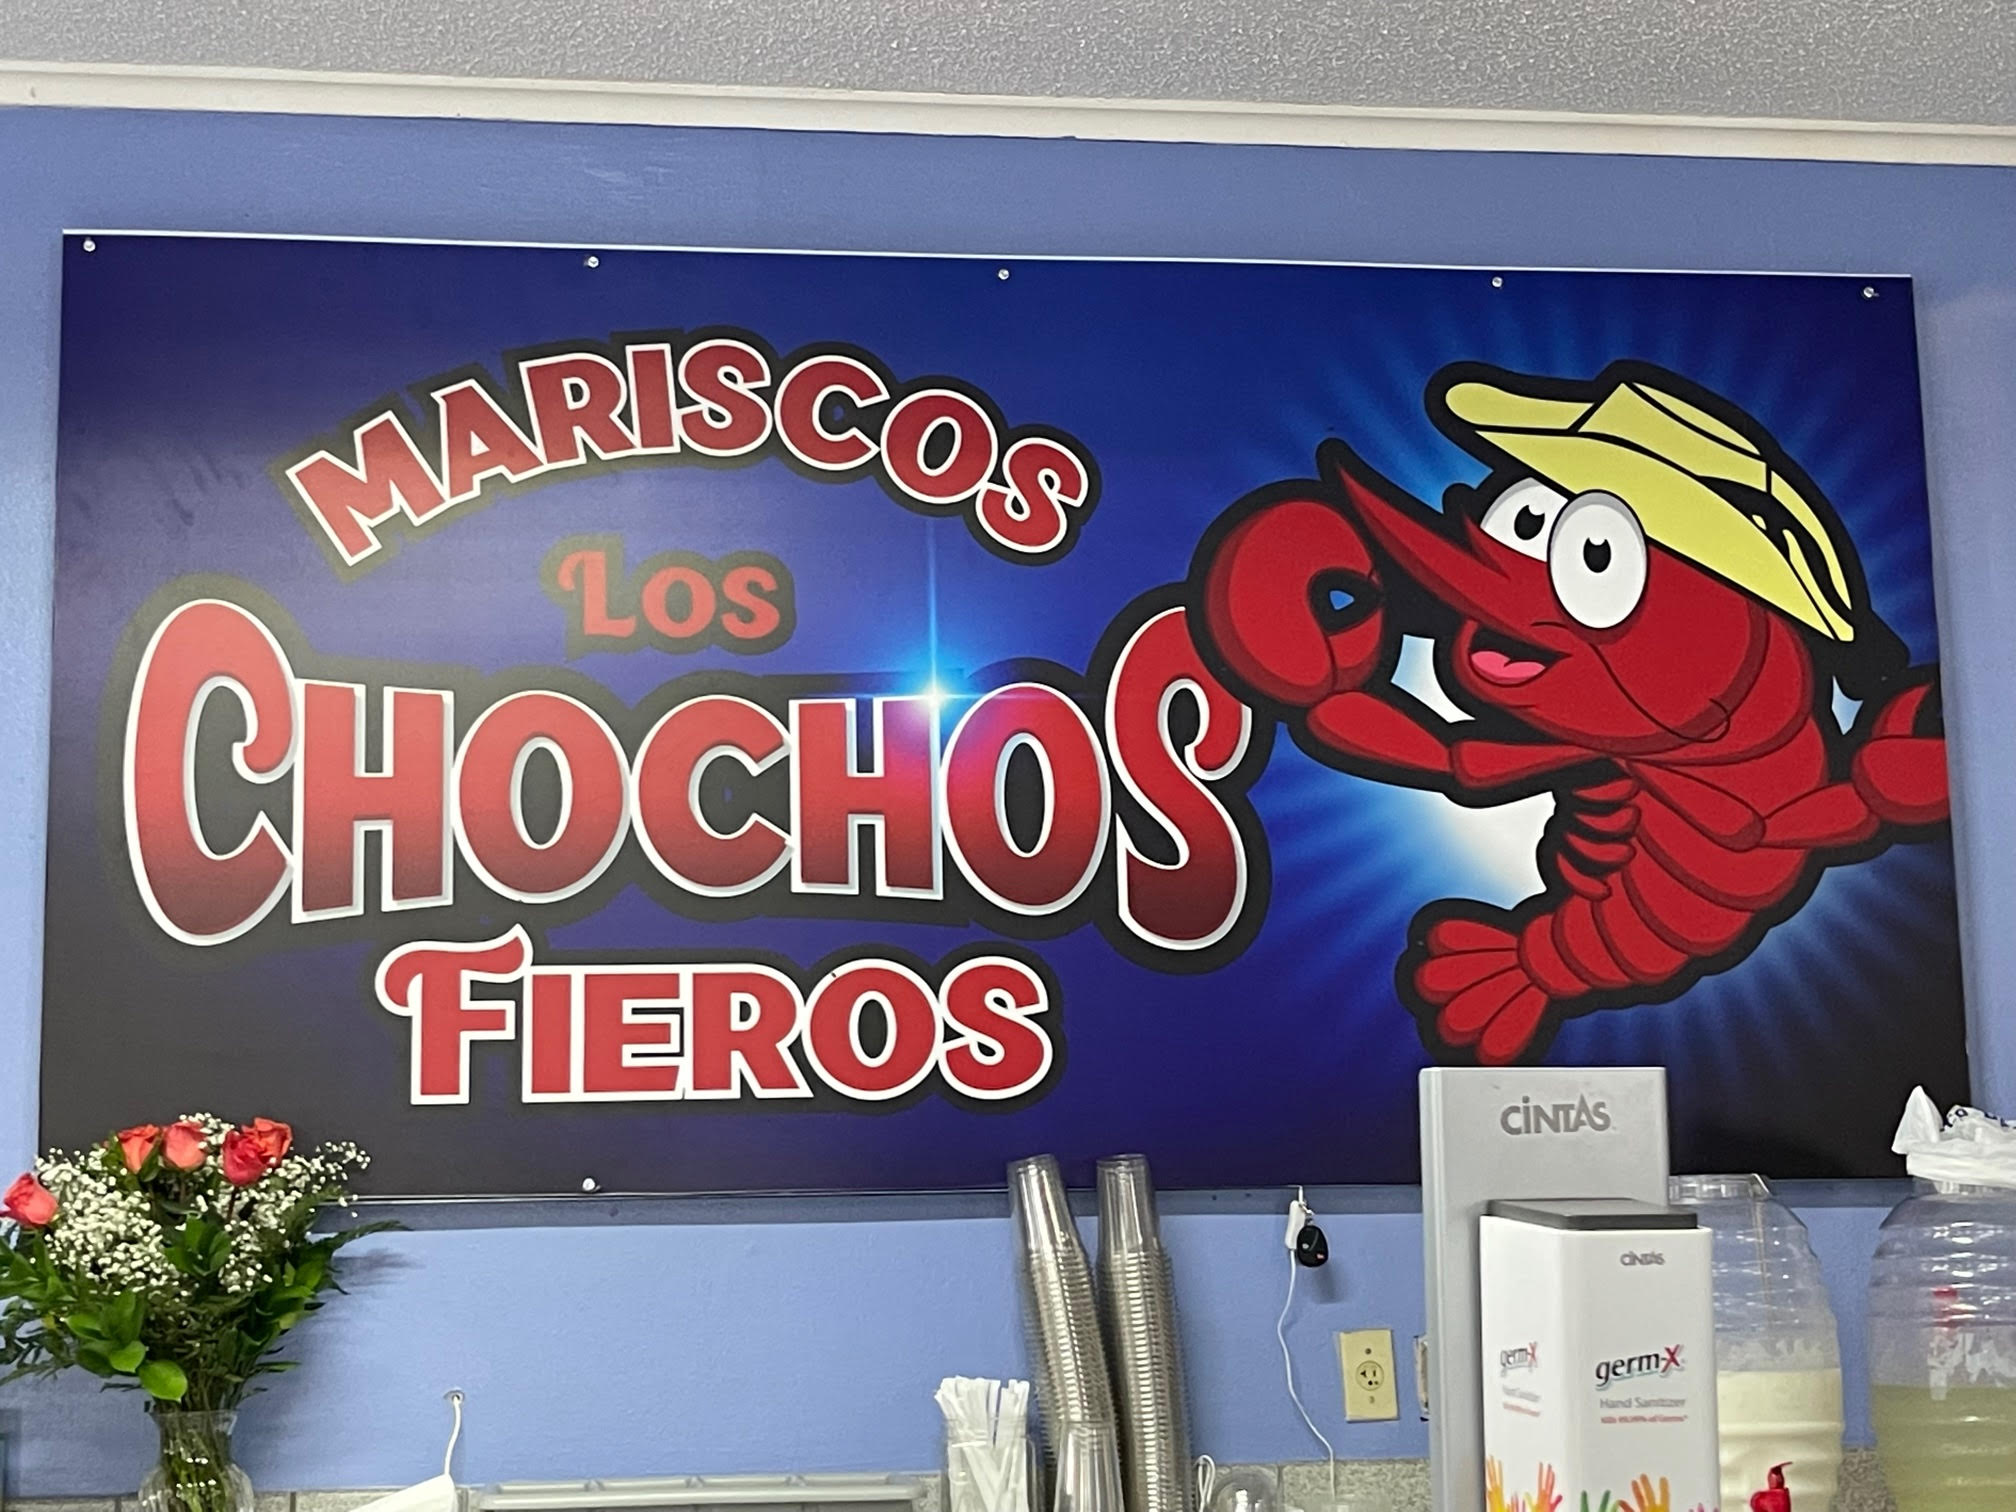 MARISCOS
LOS
CHOCHOS
FIEROS
CINTAS
CINTAS
germ-X
germ-X
Hand Sanitizer